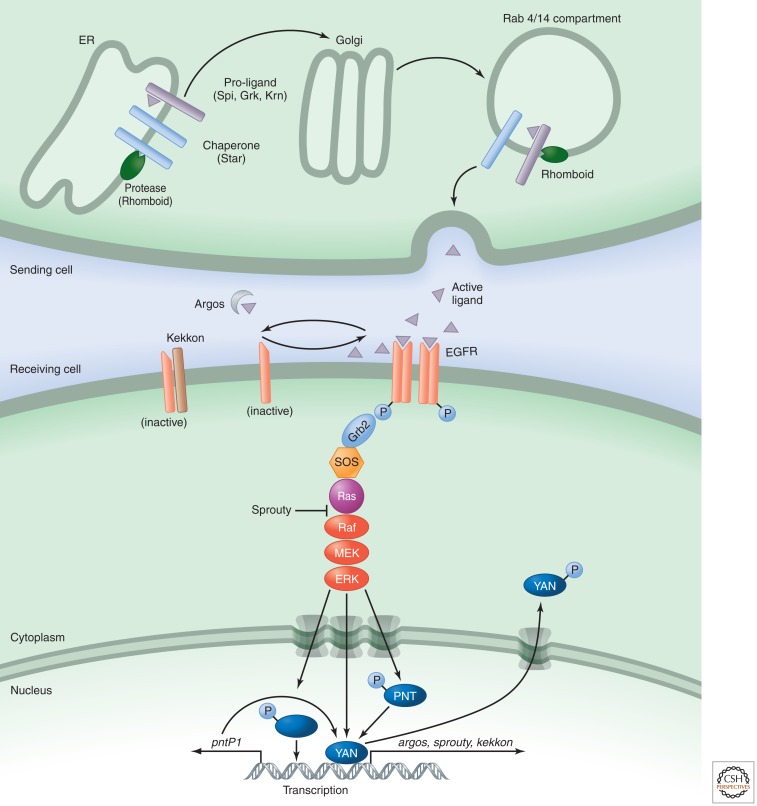 Rab 4/14 compartment
ER
Golgi
Pro-ligand
(Spi, Grk, Krn)
Chaperone
(Star)
Protease
(Rhomboid)
Rhomboid
Sending cell
Active
ligand
Argos
Kekkon
EGFR
Receiving cell
(inactive)
(inactive)
P
P
Grb2
SOS
Ras
Sprouty
Raf
MEK
ERK
P
YAN
Cytoplasm
Nucleus
P
PNT
P
pntP1
YAN
argos, sprouty, kekkon
Transcription
CSH
PERSPECTIVES